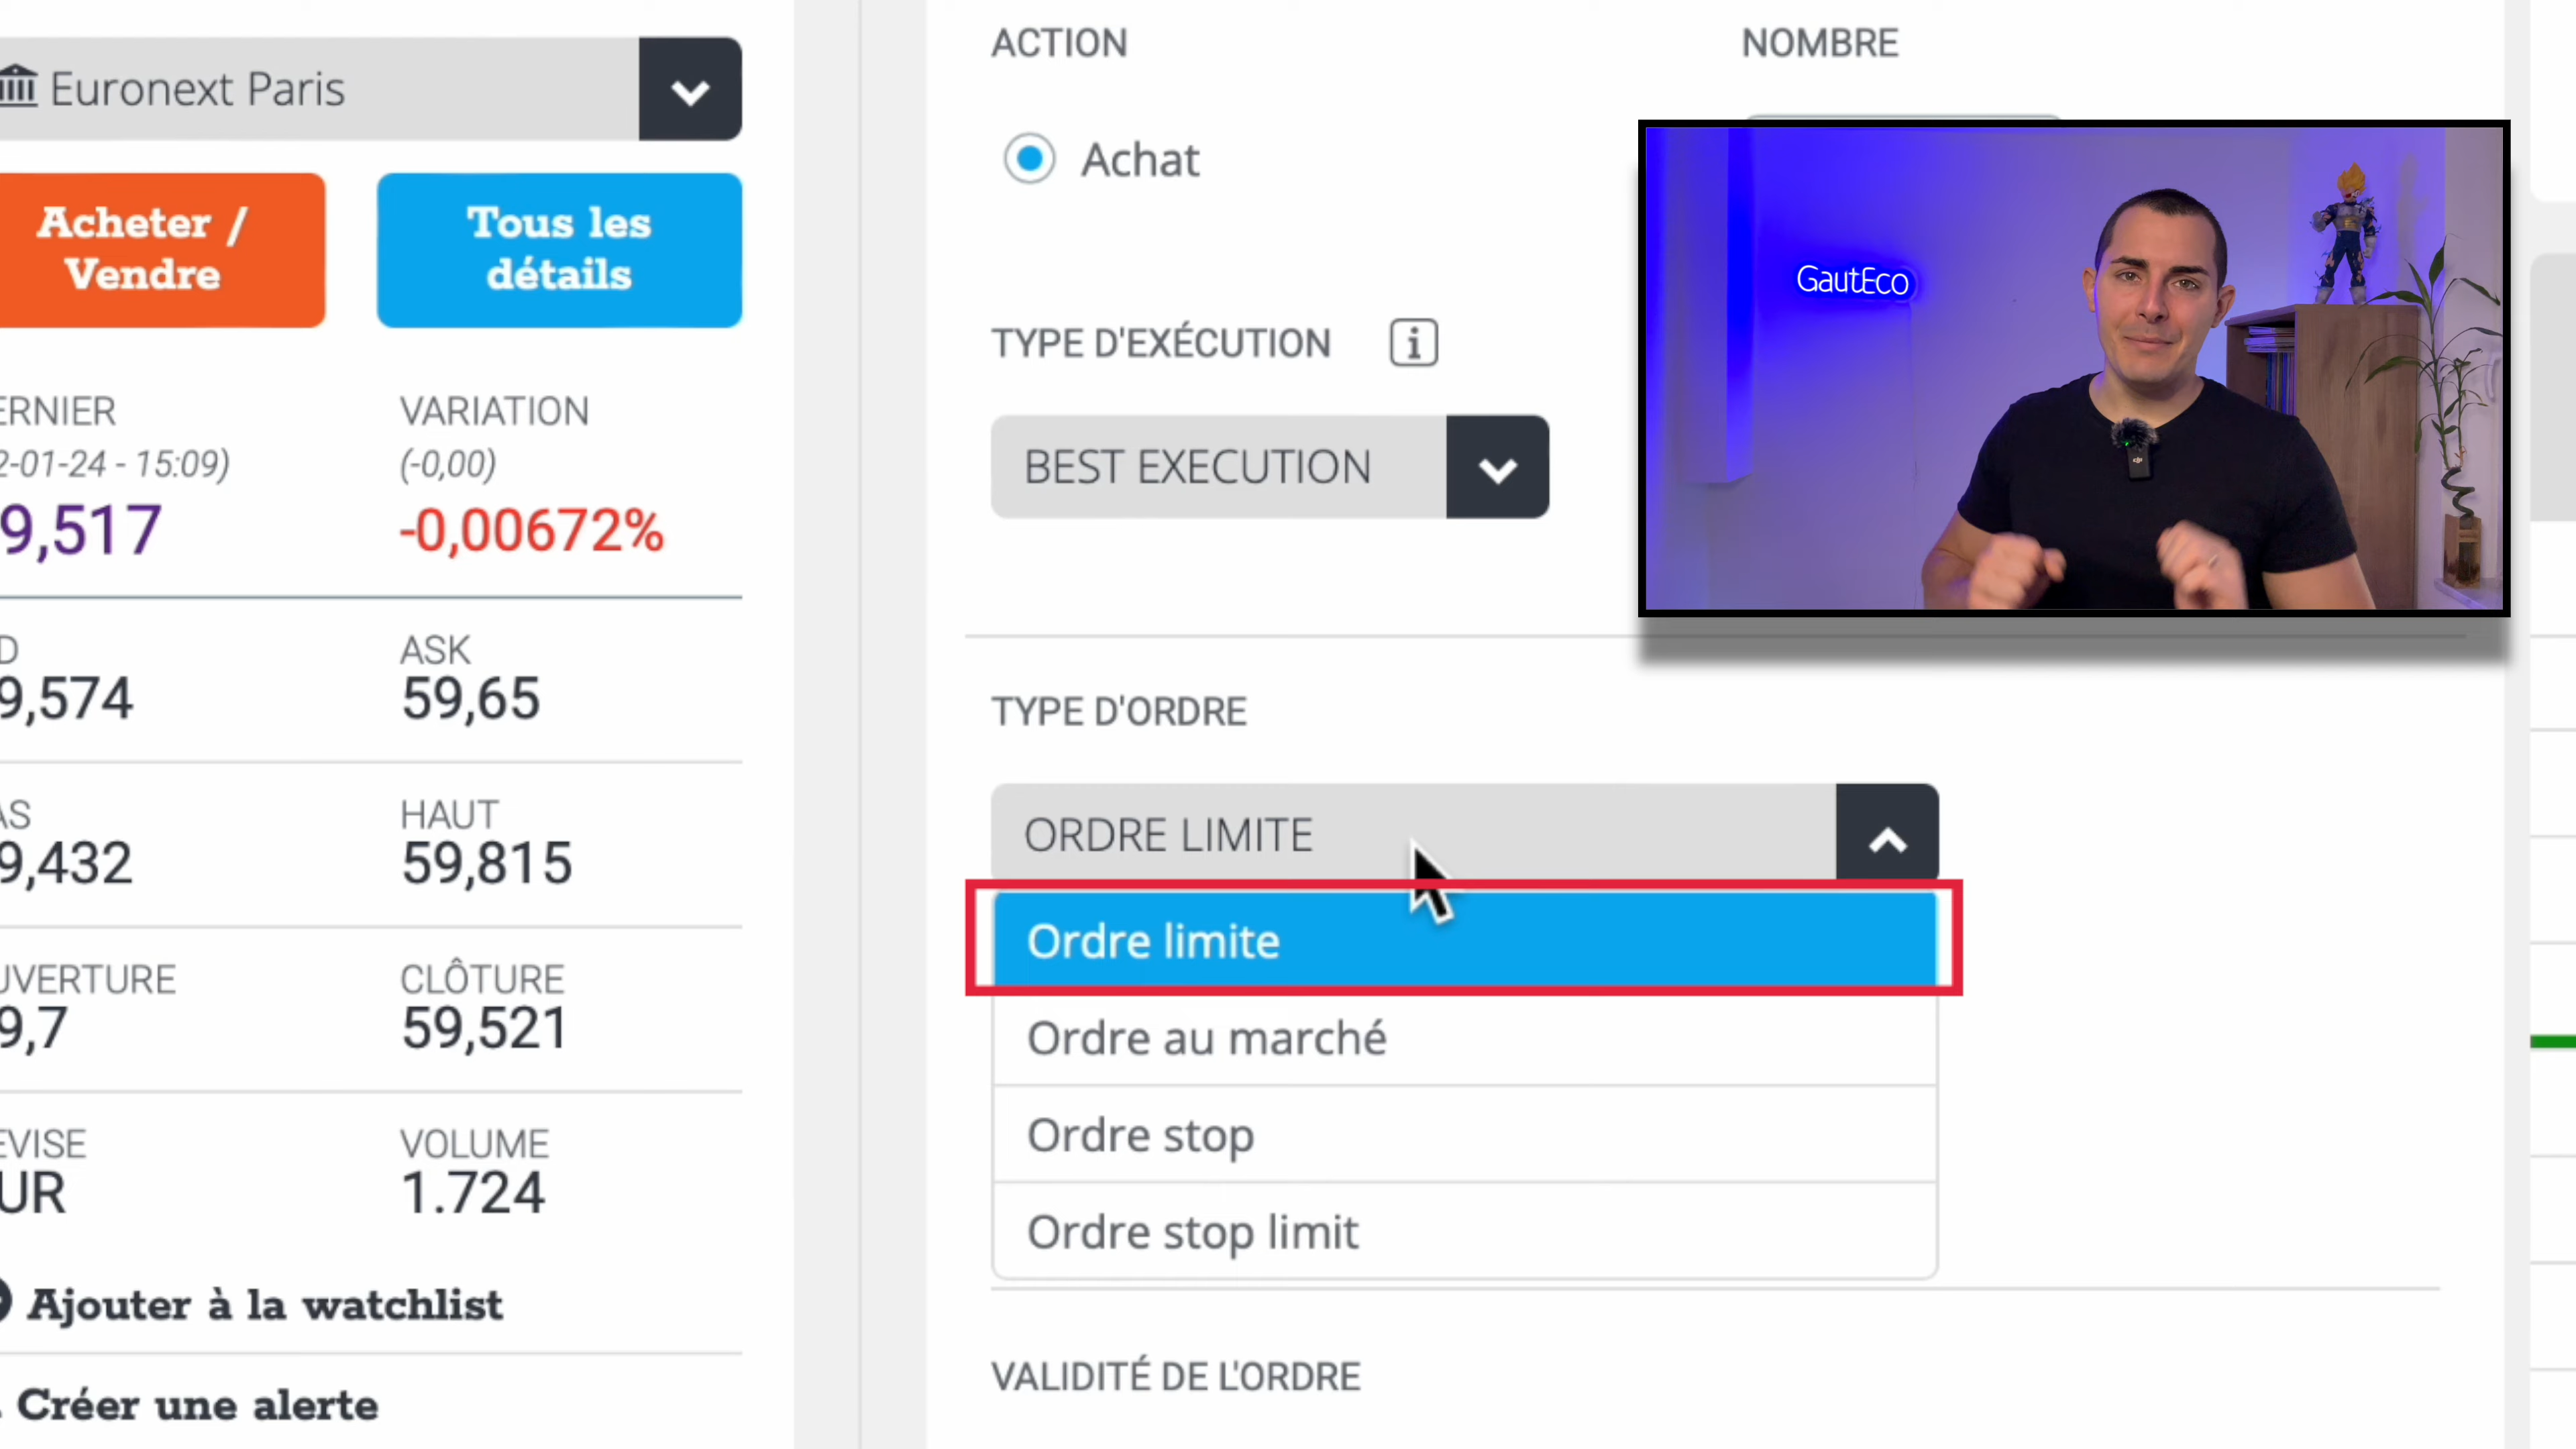 Euronext Paris
Acheter /
Vendre
Tous les
détails
ERNIER
2-01-24 - 15:09)
9,517
VARIATION
(-0,00)
-0,00672%
D
9,574
ASK
59,65
AS
9,432
HAUT
59,815
UVERTURE
9,7
CLÔTURE
59,521
EVISE
UR
VOLUME
1.724
Ajouter à la watchlist
Créer une alerte
ACTION
NOMBRE
Achat
TYPE D'EXÉCUTION
BEST EXECUTION
GautEco
TYPE D'ORDRE
ORDRE LIMITE
Ordre limite
Ordre au marché
Ordre stop
Ordre stop limit
VALIDITÉ DE L'ORDRE